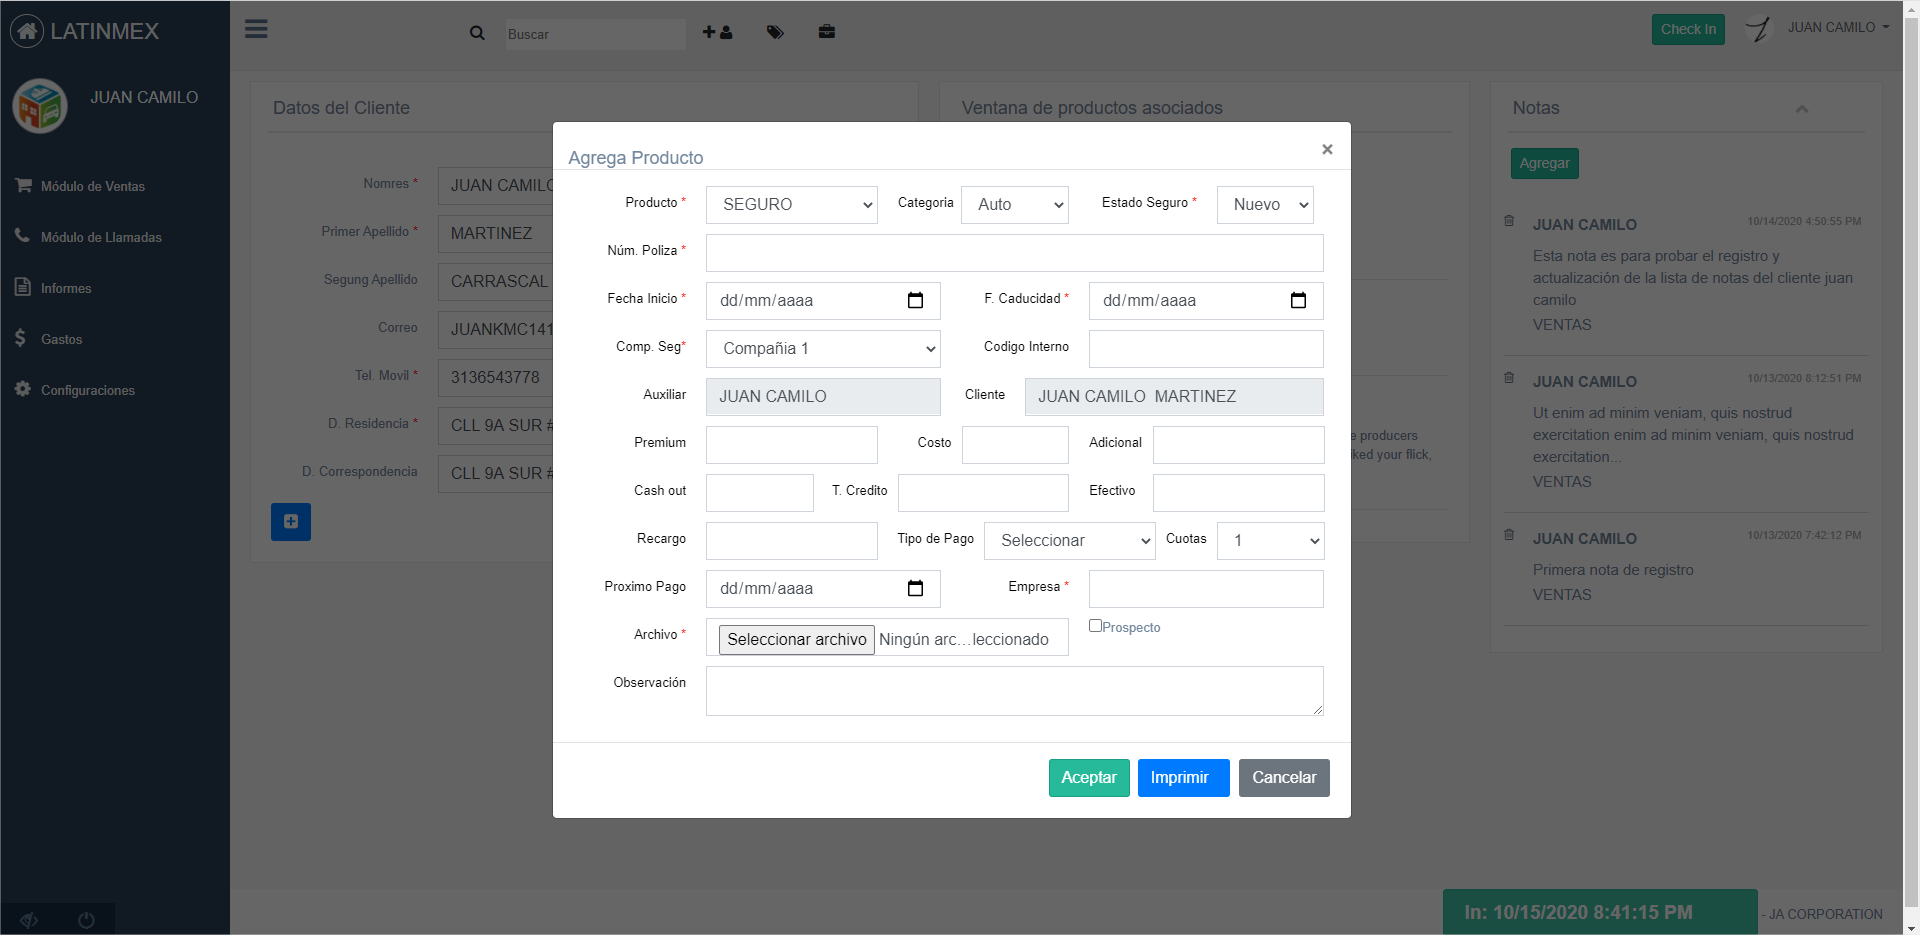 LATINMEX
Buscar
Check In
JUAN CAMILO
JUAN CAMILO
Módulo de Ventas
Módulo de Llamadas
Informes
Gastos
Configuraciones
Datos del Cliente
Nomres *
JUAN CAMILO
Primer Apellido *
MARTINEZ
Segung Apellido
CARRASCAL
Correo
JUANKMC141
Tel. Movil *
3136543778
D. Residencia *
CLL 9A SUR #
D. Correspondencia
CLL 9A SUR #
Ventana de productos asociados
e producers
iked your flick,
Agrega Producto
×
Producto * SEGURO Categoria Auto Estado Seguro * Nuevo
Núm. Poliza *
Fecha Inicio * dd/mm/aaaa F. Caducidad * dd/mm/aaaa
Comp. Seg* Compañia 1 Codigo Interno
Auxiliar JUAN CAMILO Cliente JUAN CAMILO MARTINEZ
Premium Costo Adicional
Cash out T. Credito Efectivo
Recargo Tipo de Pago Seleccionar Cuotas 1
Proximo Pago dd/mm/aaaa Empresa *
Archivo * Seleccionar archivo Ningún arc...leccionado Prospecto
Observación
Aceptar Imprimir Cancelar
Notas
Agregar
JUAN CAMILO 10/14/2020 4:50:55 PM
Esta nota es para probar el registro y
actualización de la lista de notas del cliente juan
camilo
VENTAS
JUAN CAMILO 10/13/2020 8:12:51 PM
Ut enim ad minim veniam, quis nostrud
exercitation enim ad minim veniam, quis nostrud
exercitation...
VENTAS
JUAN CAMILO 10/13/2020 7:42:12 PM
Primera nota de registro
VENTAS
In: 10/15/2020 8:41:15 PM
- JA CORPORATION